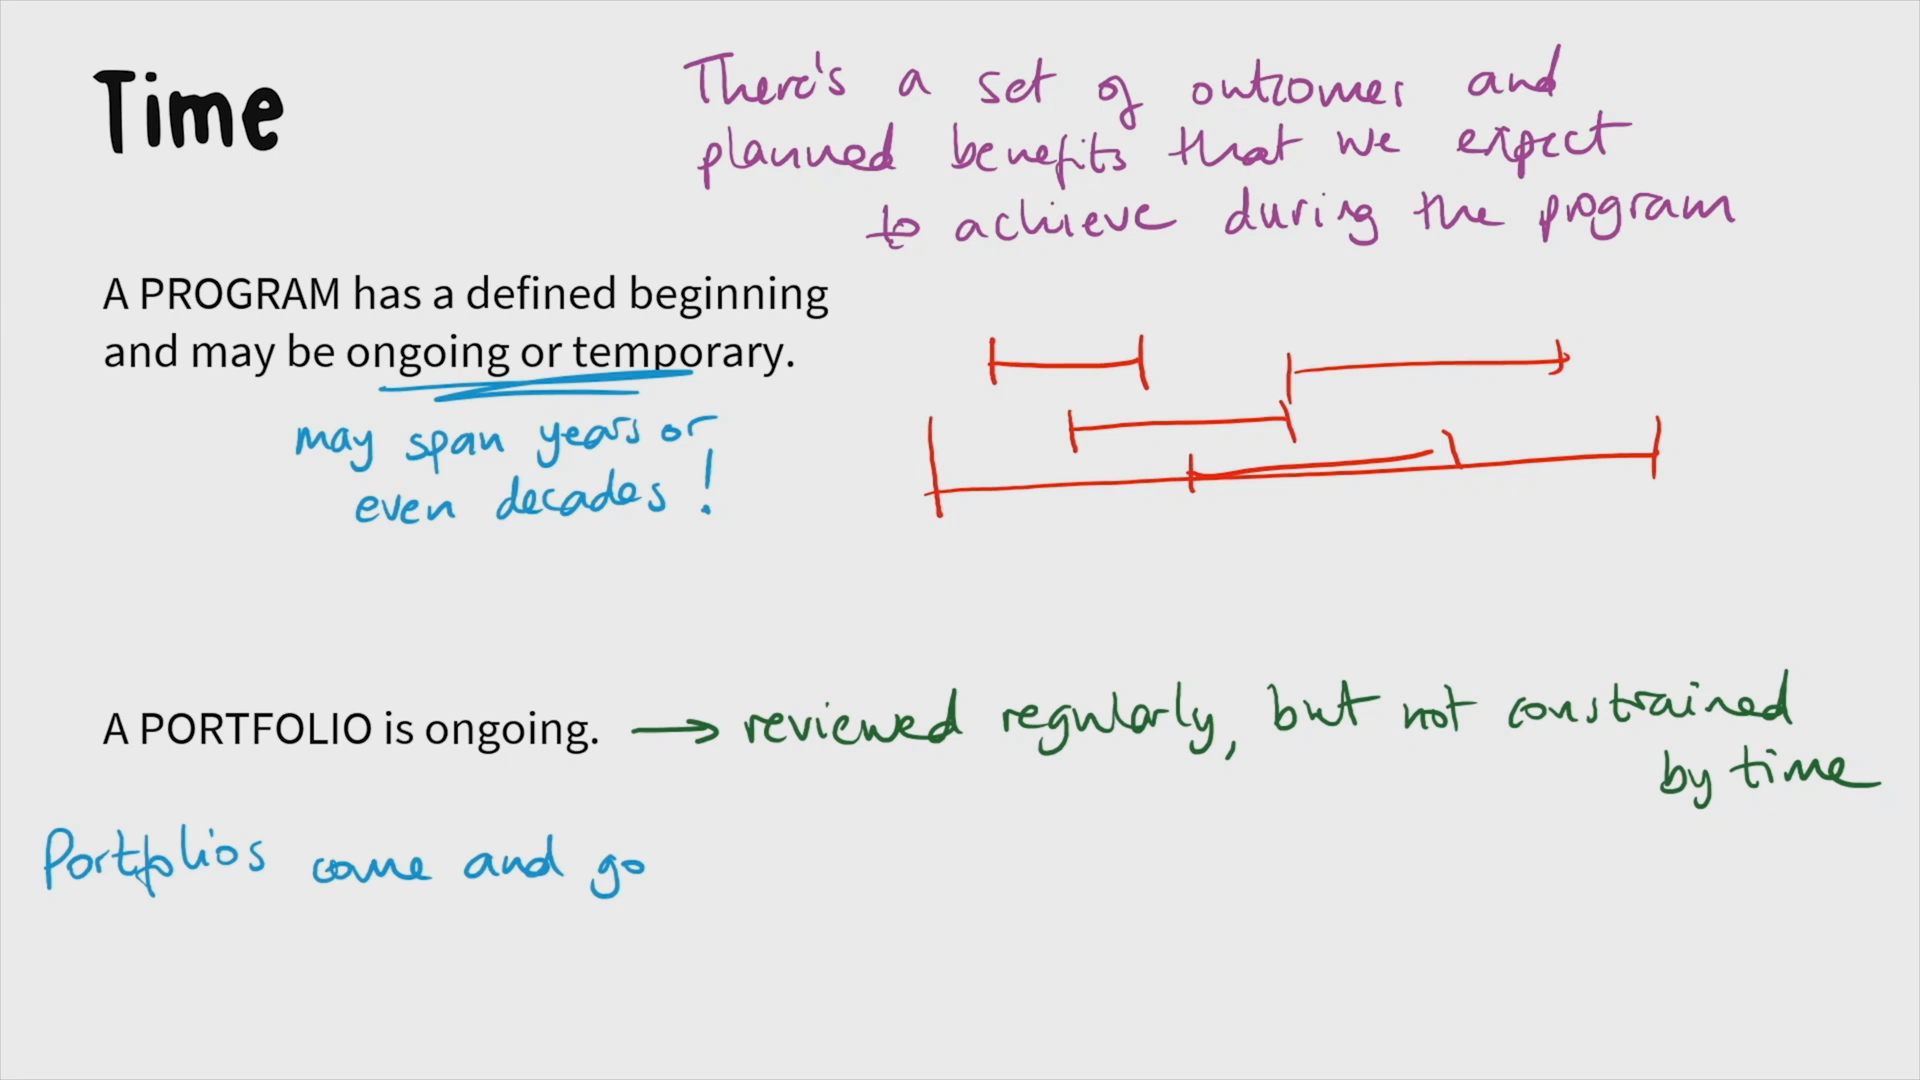 Time
There's a set of outcomes and
planned benefits that we expect
to achieve during the program
A PROGRAM has a defined beginning
and may be ongoing or temporary.
may span years or
even decades!
A PORTFOLIO is ongoing. → reviewed regularly, but not constrained
by time
Portfolios come and go